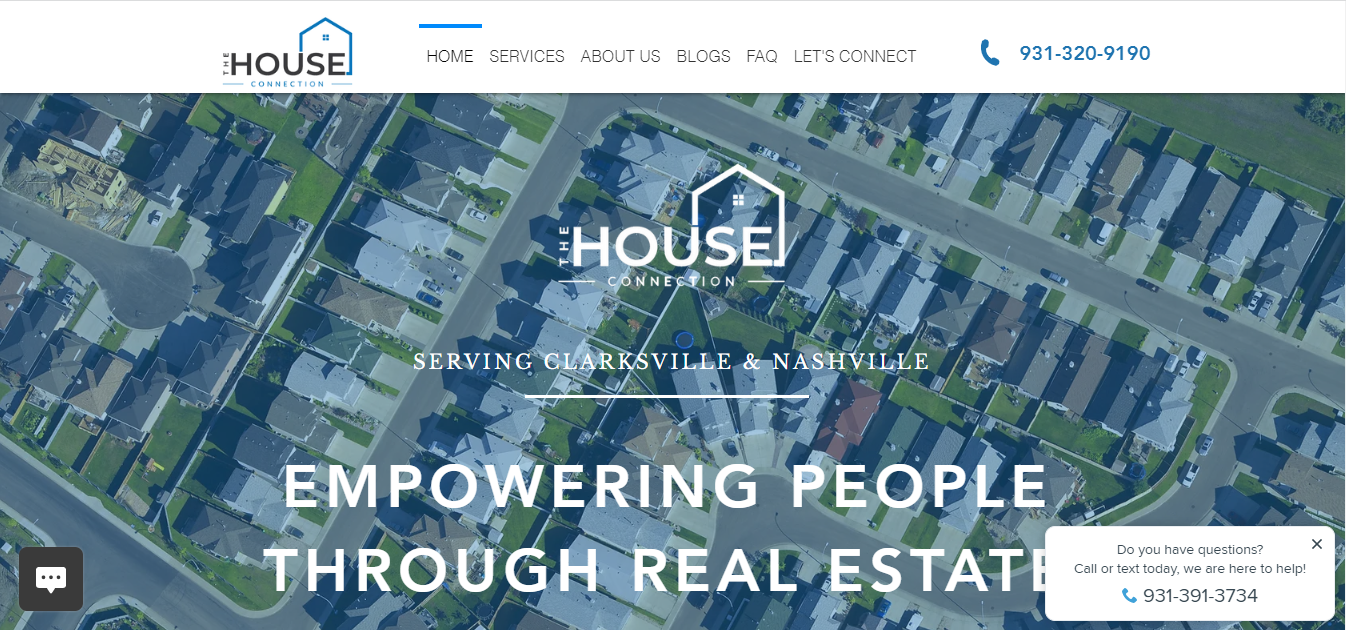 THE HOUSE
CONNECTION
HOME SERVICES ABOUT US BLOGS FAQ LET'S CONNECT
931-320-9190
THE HOUSE
CONNECTION
SERVING CLARKSVILLE & NASHVILLE
EMPOWERING PEOPLE
THROUGH REAL ESTATE
Do you have questions?
Call or text today, we are here to help!
931-391-3734